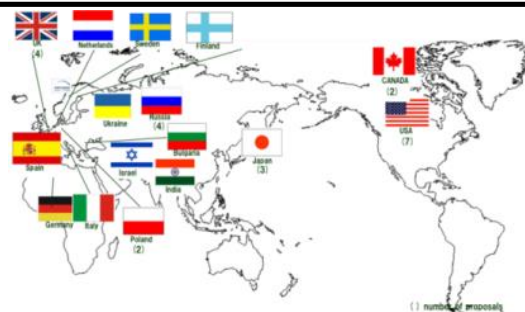 UK
(4)
Netherlands
Sweden
Finland
CANADA
(2)
Ukraine
Russia
(4)
USA
(7)
Bulgaria
Japan
(3)
Spain
Israel
India
Germany
Italy
Poland
(2)
( ) number of proposals